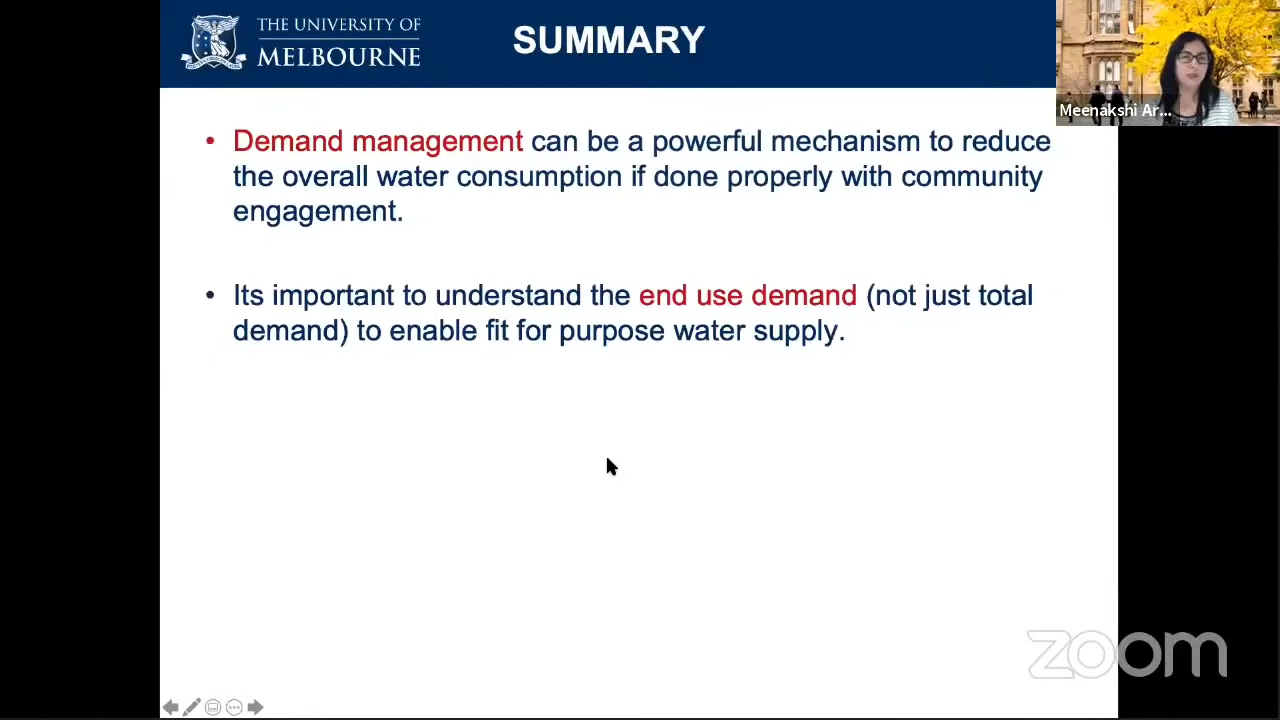 THE UNIVERSITY OF
MELBOURNE
SUMMARY
Meenakshi Ar...
• Demand management can be a powerful mechanism to reduce
the overall water consumption if done properly with community
engagement.
• Its important to understand the end use demand (not just total
demand) to enable fit for purpose water supply.
zoom